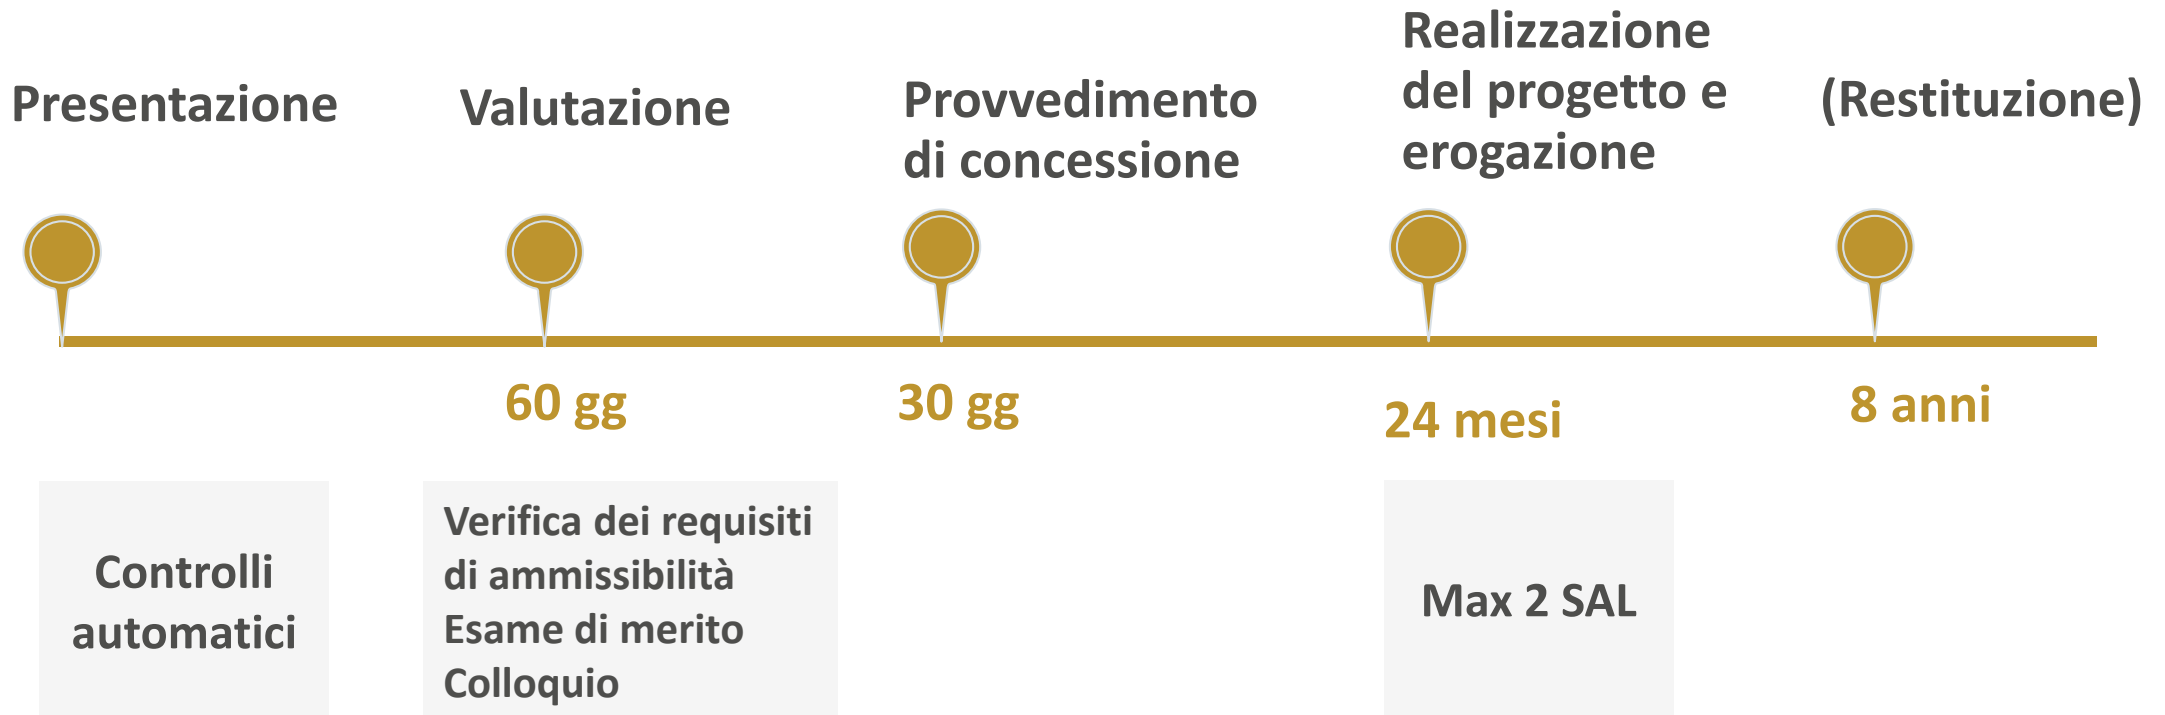 Presentazione
Valutazione
Provvedimento
di concessione
Realizzazione
del progetto e
erogazione
(Restituzione)
60 gg
30 gg
24 mesi
8 anni
Controlli
automatici
Verifica dei requisiti
di ammissibilità
Esame di merito
Colloquio
Max 2 SAL